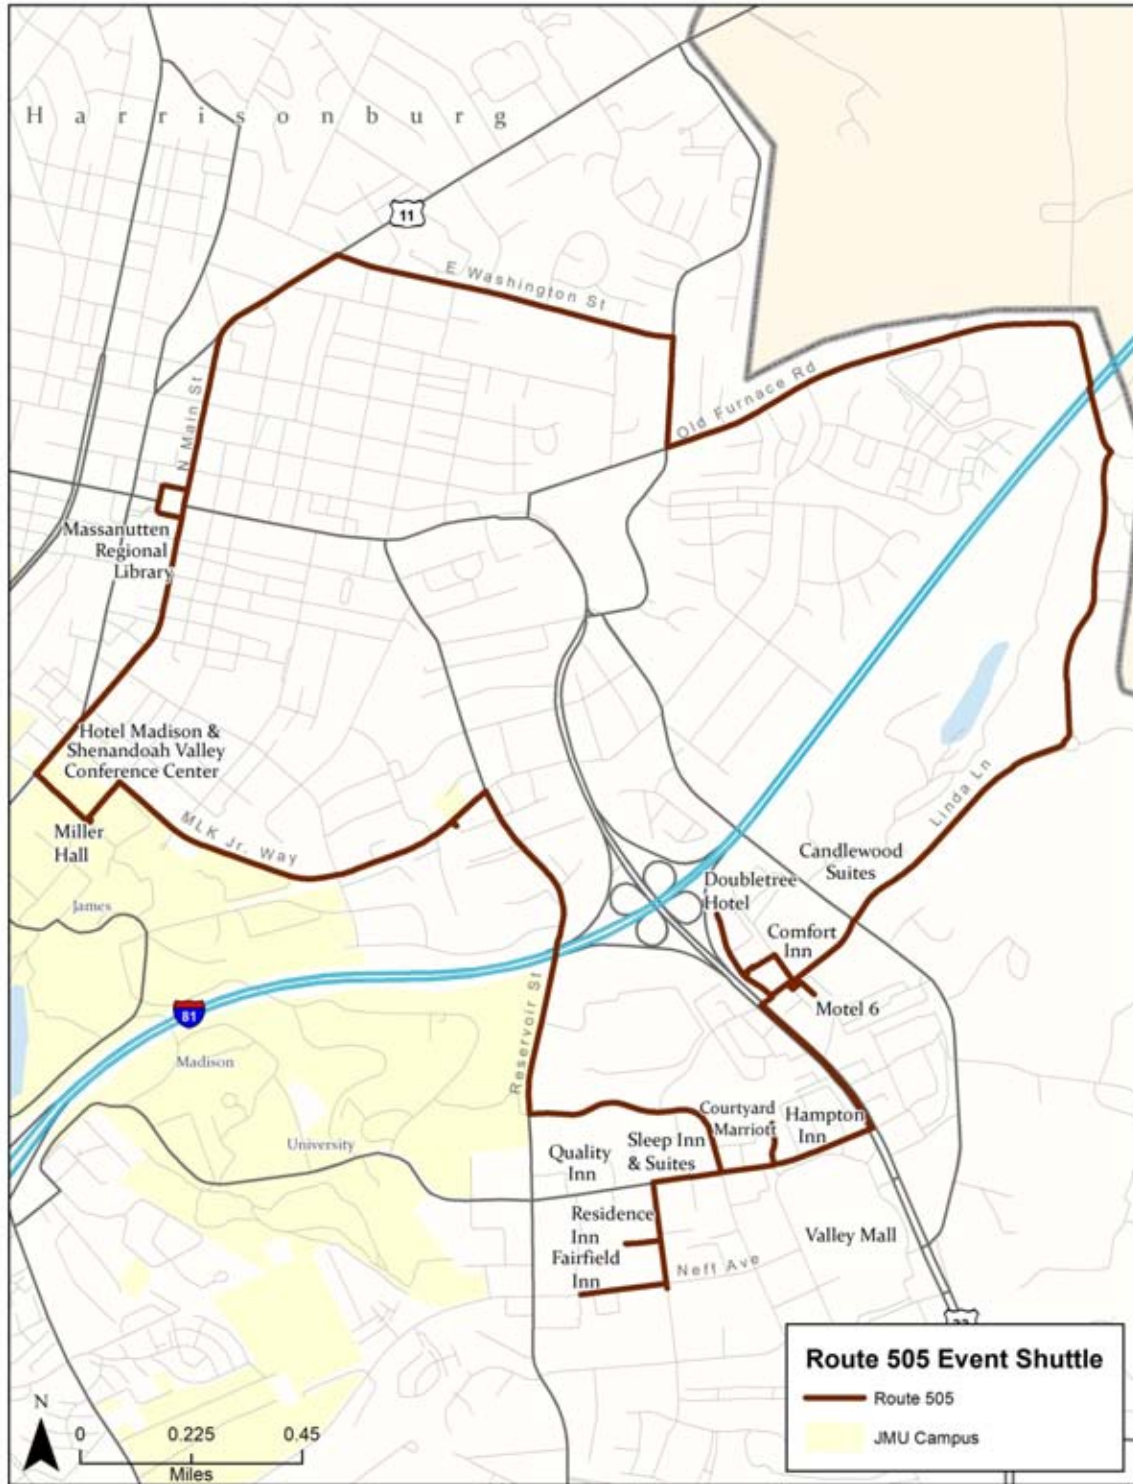 Harrisonburg
11
E Washington St
Old Furnace Rd
N Main St
Massanutten
Regional
Library
Hotel Madison &
Shenandoah Valley
Conference Center
Miller
Hall
MLK Jr. Way
James
Linda Ln
Candlewood
Suites
Doubletree
Hotel
Comfort
Inn
Motel 6
81
Madison
Reservoir St
University
Courtyard
Marriott
Hampton
Inn
Quality
Inn
Sleep Inn
& Suites
Residence
Inn
Fairfield
Inn
Valley Mall
Neff Ave
N
0 0.225 0.45
Miles
Route 505 Event Shuttle
Route 505
JMU Campus